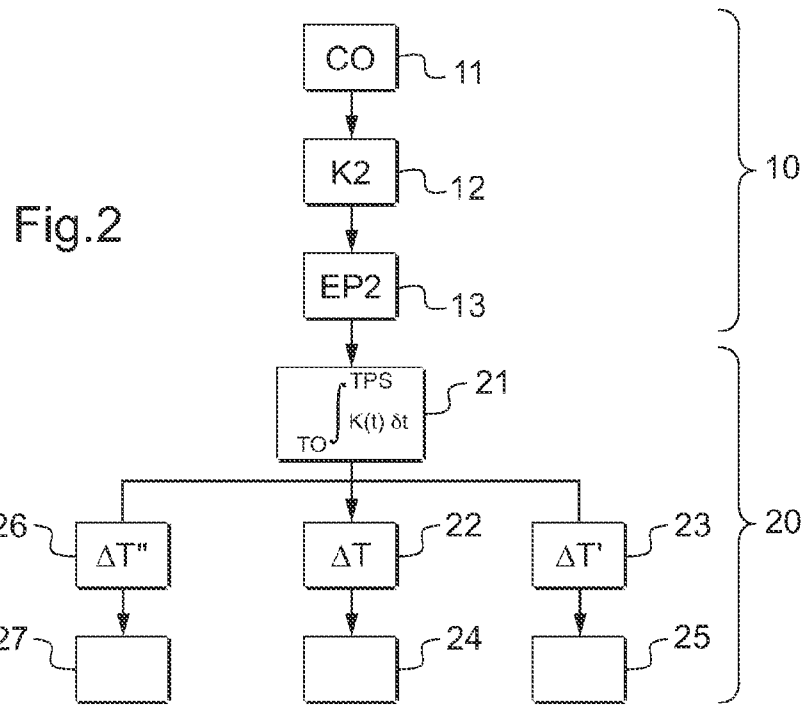 CO
11
K2
12
10
Fig.2
EP2
13
TPS
21
K(t) δt
TO
26
ΔT"
ΔT
22
ΔT'
23
20
27
24
25